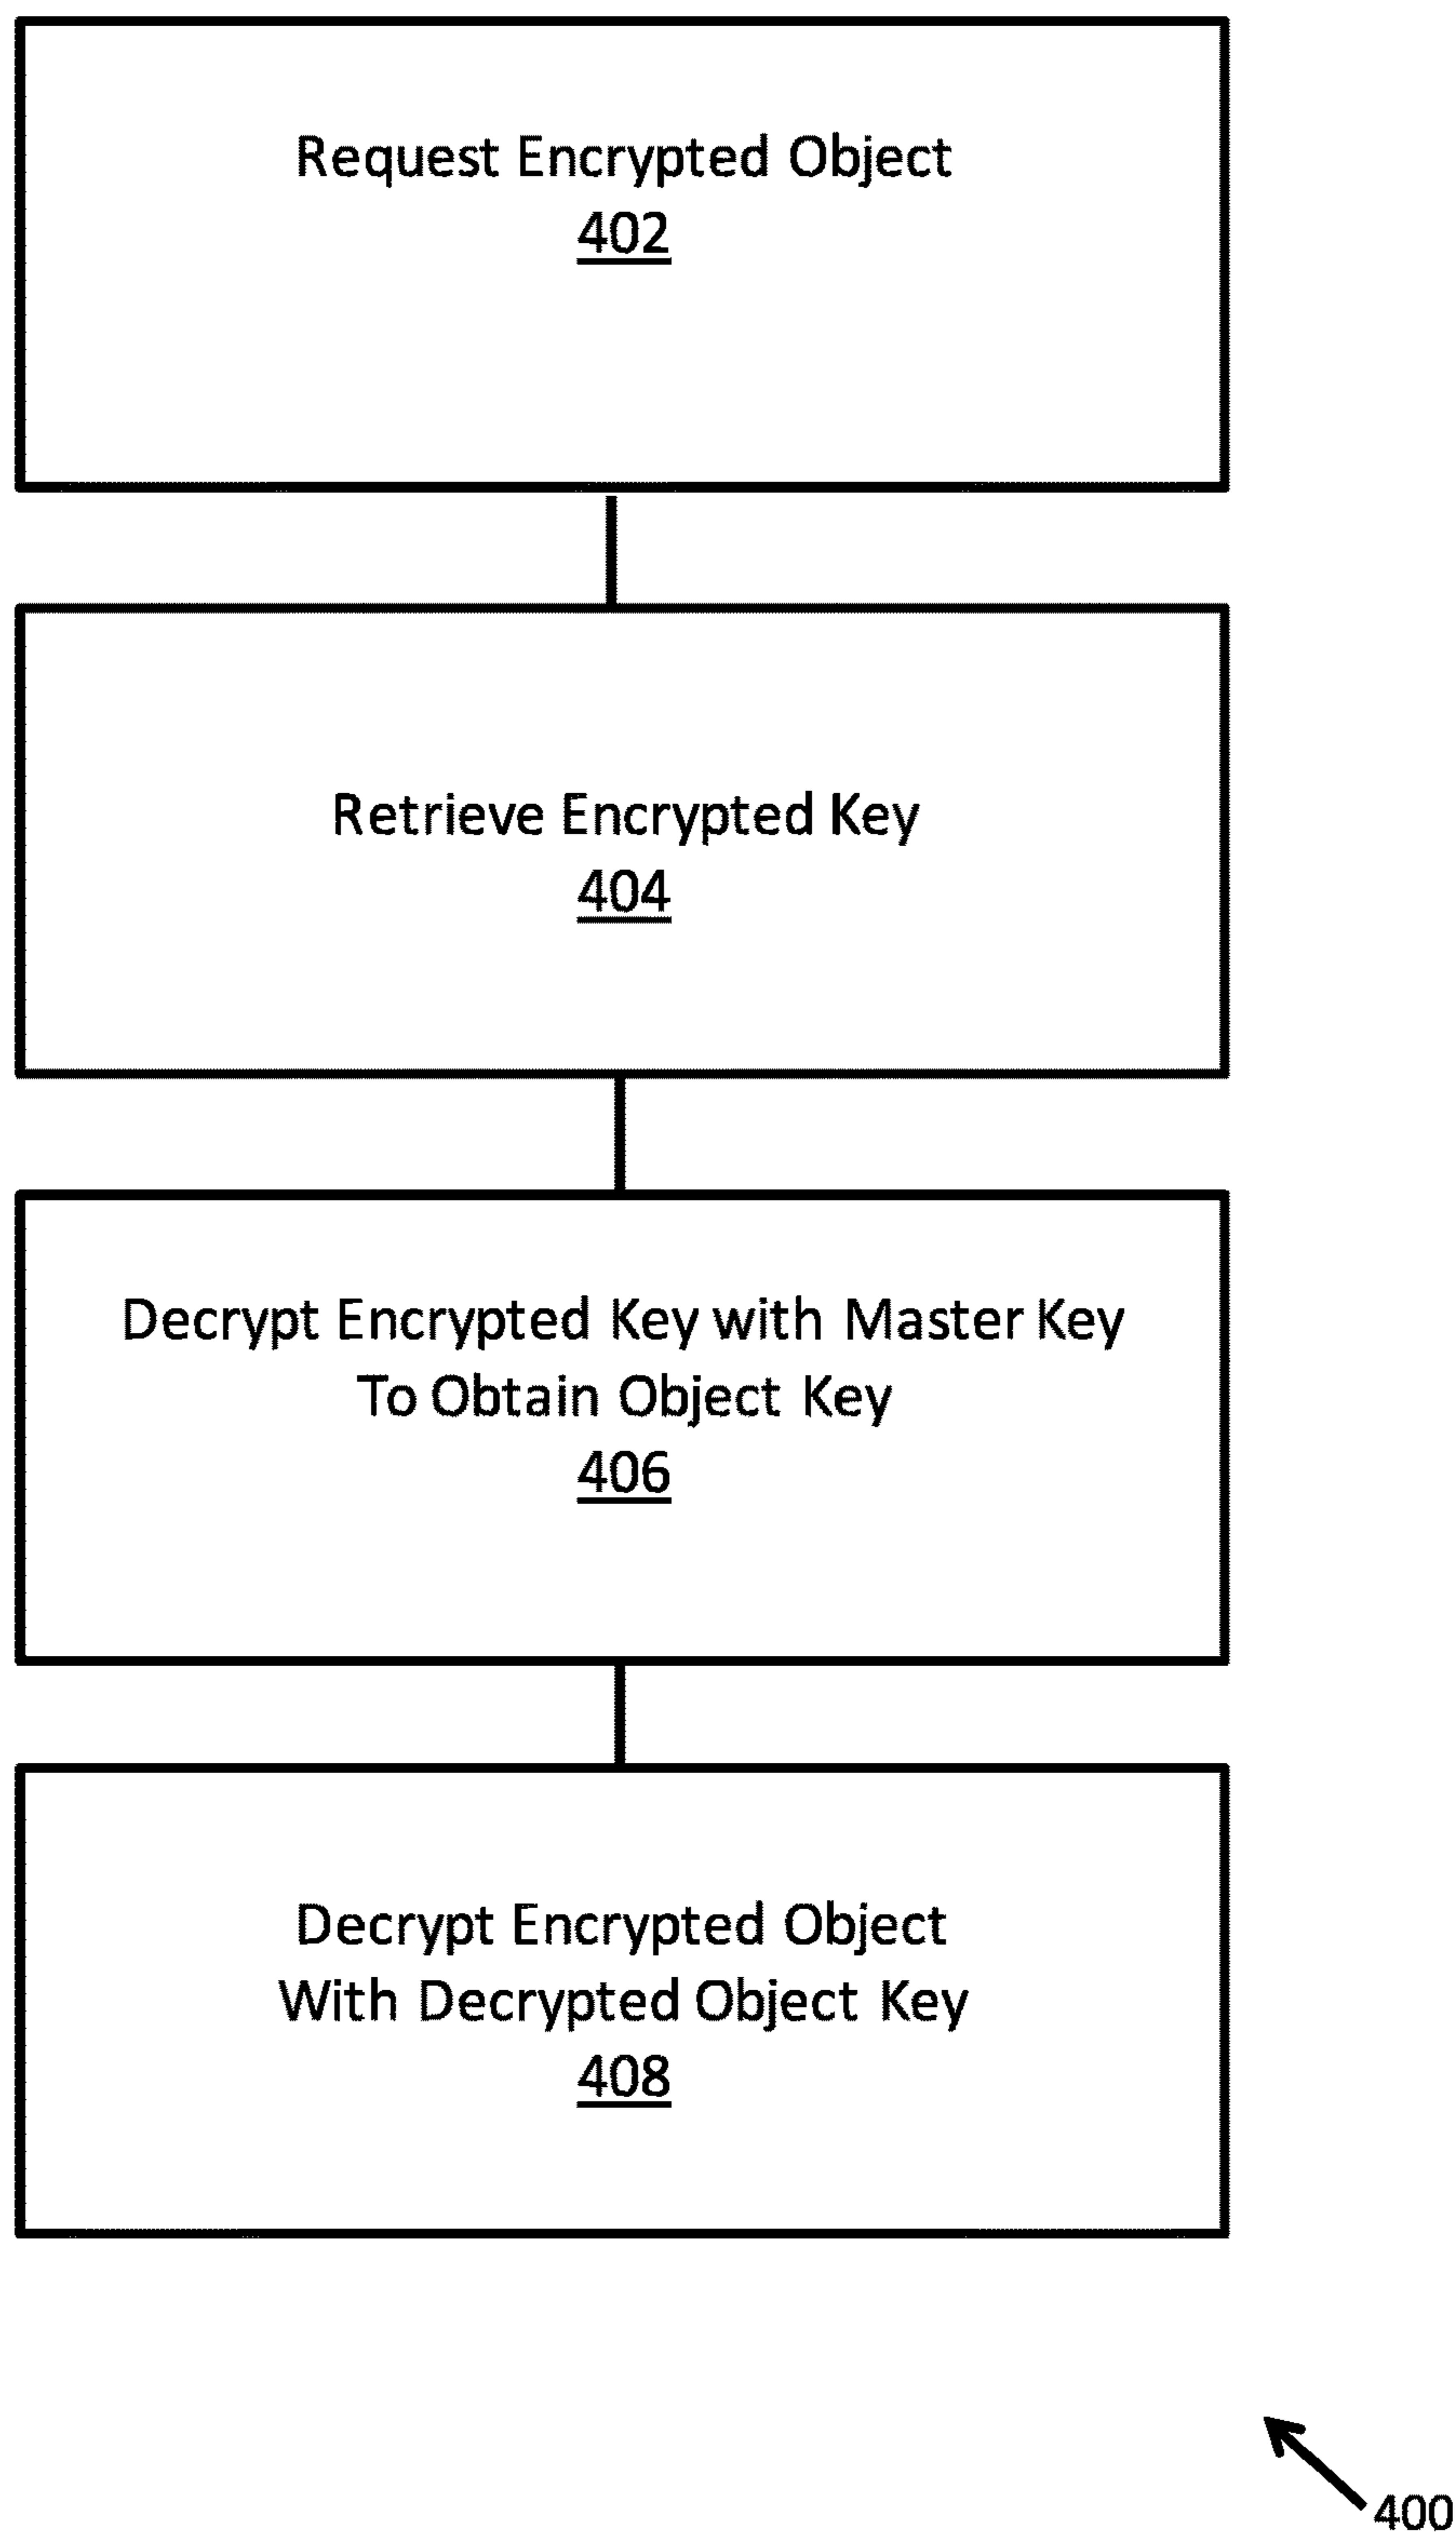 Request Encrypted Object
402
Retrieve Encrypted Key
404
Decrypt Encrypted Key with Master Key
To Obtain Object Key
406
Decrypt Encrypted Object
With Decrypted Object Key
408
400